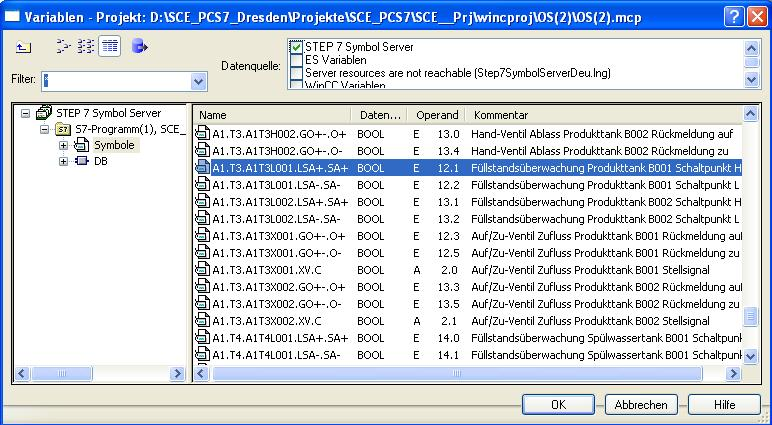 Variablen - Projekt: D:\SCE_PCS7_Dresden\Projekte\SCE_PCS7\SCE__Prj\wincproj\OS(2)\OS(2).mcp
Filter: *
Datenquelle:
STEP 7 Symbol Server
ES Variablen
Server resources are not reachable (Step7SymbolServerDeu.lng)
WinCC Variablen
STEP 7 Symbol Server
S7-Programm(1), SCE_
Symbole
DB
Name Daten... Operand Kommentar
A1.T3.A1T3H002.GO+-.O+ BOOL E 13.0 Hand-Ventil Ablass Produkttank B002 Rückmeldung auf
A1.T3.A1T3H002.GO+-.O- BOOL E 13.4 Hand-Ventil Ablass Produkttank B002 Rückmeldung zu
A1.T3.A1T3L001.LSA+.SA+ BOOL E 12.1 Füllstandsüberwachung Produkttank B001 Schaltpunkt H
A1.T3.A1T3L001.LSA-.SA- BOOL E 12.2 Füllstandsüberwachung Produkttank B001 Schaltpunkt L
A1.T3.A1T3L002.LSA+.SA+ BOOL E 13.1 Füllstandsüberwachung Produkttank B002 Schaltpunkt H
A1.T3.A1T3L002.LSA-.SA- BOOL E 13.2 Füllstandsüberwachung Produkttank B002 Schaltpunkt L
A1.T3.A1T3X001.GO+-.O+ BOOL E 12.3 Auf/Zu-Ventil Zufluss Produkttank B001 Rückmeldung auf
A1.T3.A1T3X001.GO+-.O- BOOL E 12.5 Auf/Zu-Ventil Zufluss Produkttank B001 Rückmeldung zu
A1.T3.A1T3X001.XV.C BOOL A 2.0 Auf/Zu-Ventil Zufluss Produkttank B001 Stellsignal
A1.T3.A1T3X002.GO+-.O+ BOOL E 13.3 Auf/Zu-Ventil Zufluss Produkttank B002 Rückmeldung auf
A1.T3.A1T3X002.GO+-.O- BOOL E 13.5 Auf/Zu-Ventil Zufluss Produkttank B002 Rückmeldung zu
A1.T3.A1T3X002.XV.C BOOL A 2.1 Auf/Zu-Ventil Zufluss Produkttank B002 Stellsignal
A1.T4.A1T4L001.LSA+.SA+ BOOL E 14.0 Füllstandsüberwachung Spülwassertank B001 Schaltpunk
A1.T4.A1T4L001.LSA-.SA- BOOL E 14.1 Füllstandsüberwachung Spülwassertank B001 Schaltpunk
OK Abbrechen Hilfe